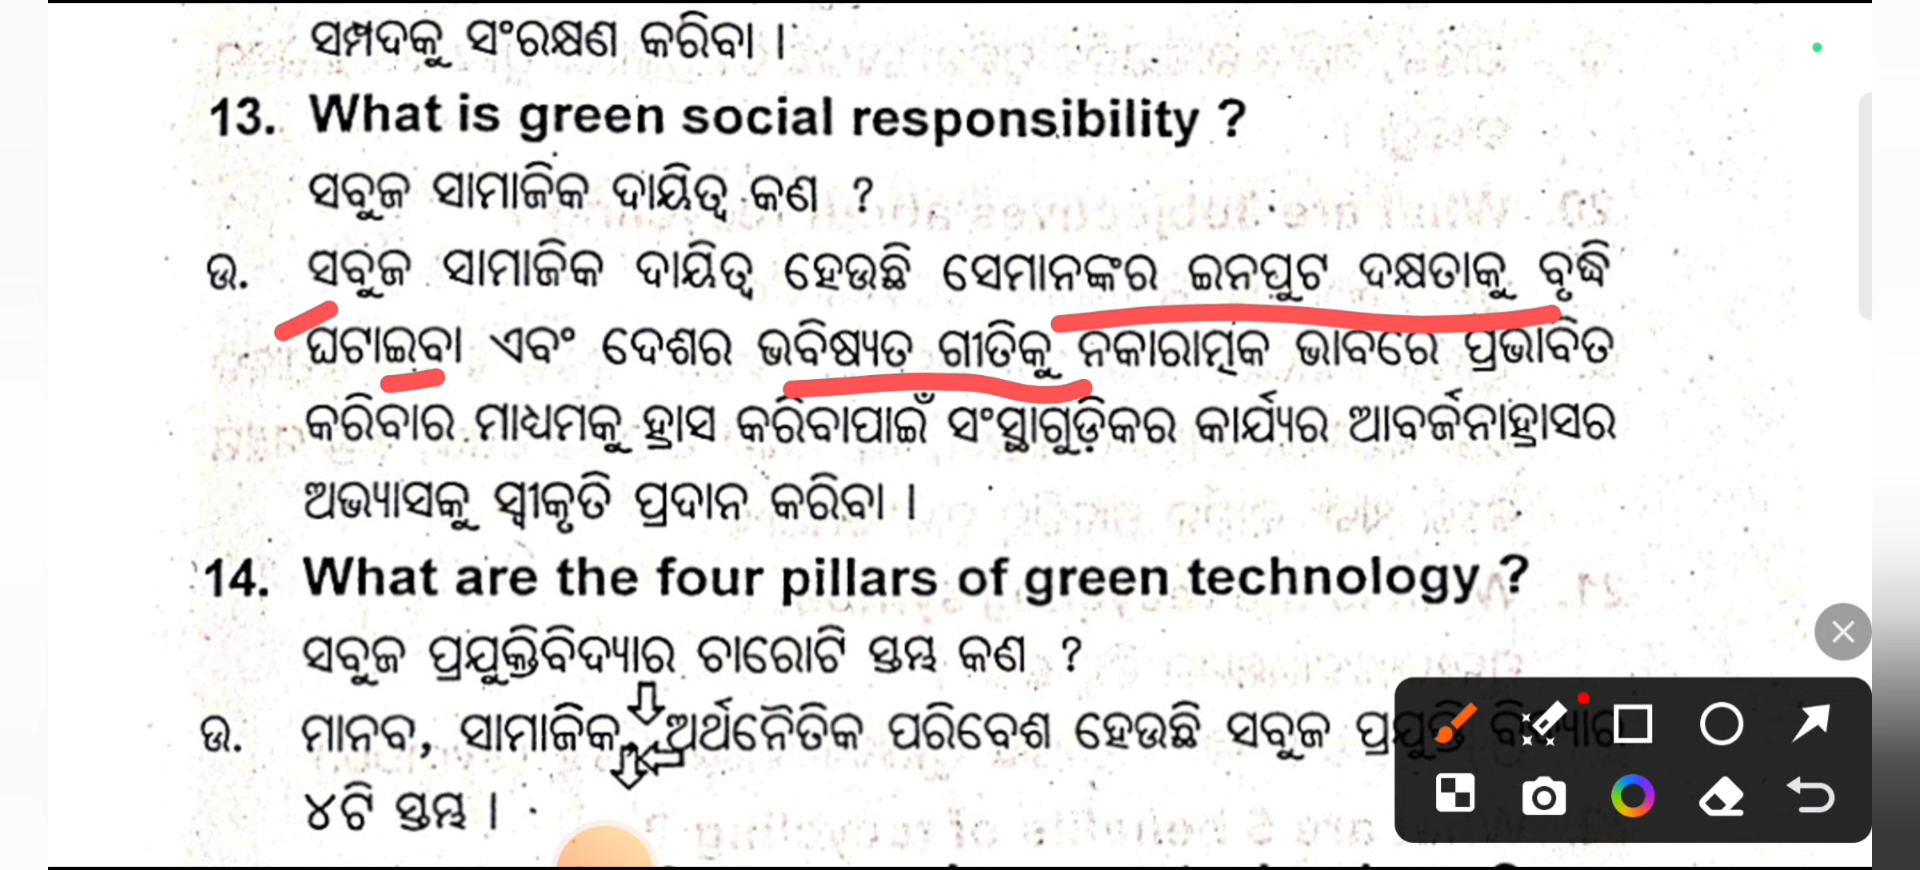 ସମ୍ପଦକୁ ସଂରକ୍ଷଣ କରିବା ।
13. What is green social responsibility ?
ସବୁଜ ସାମାଜିକ ଦାୟିତ୍ୱ କଣ ?
ଉ. ସବୁଜ ସାମାଜିକ ଦାୟିତ୍ୱ ହେଉଛି ସେମାନଙ୍କର ଇନପୁଟ ଦକ୍ଷତାକୁ ବୃଦ୍ଧି
ଘଟାଇବା ଏବଂ ଦେଶର ଭବିଷ୍ୟତ ଗୀତିକୁ ନକାରାତ୍ମକ ଭାବରେ ପ୍ରଭାବିତ
କରିବାର ମାଧ୍ୟମକୁ ହ୍ରାସ କରିବାପାଇଁ ସଂସ୍ଥାଗୁଡ଼ିକର କାର୍ଯ୍ୟର ଆବର୍ଜନାହ୍ରାସର
ଅଭ୍ୟାସକୁ ସ୍ୱୀକୃତି ପ୍ରଦାନ କରିବା ।
14. What are the four pillars of green technology ?
ସବୁଜ ପ୍ରଯୁକ୍ତିବିଦ୍ୟାର ଚାରୋଟି ସ୍ତମ୍ଭ କଣ ?
ଉ. ମାନବ, ସାମାଜିକ, ଅର୍ଥନୈତିକ ପରିବେଶ ହେଉଛି ସବୁଜ ପ୍ରଯୁକ୍ତି ବିଦ୍ୟାର
୪ଟି ସ୍ତମ୍ଭ ।